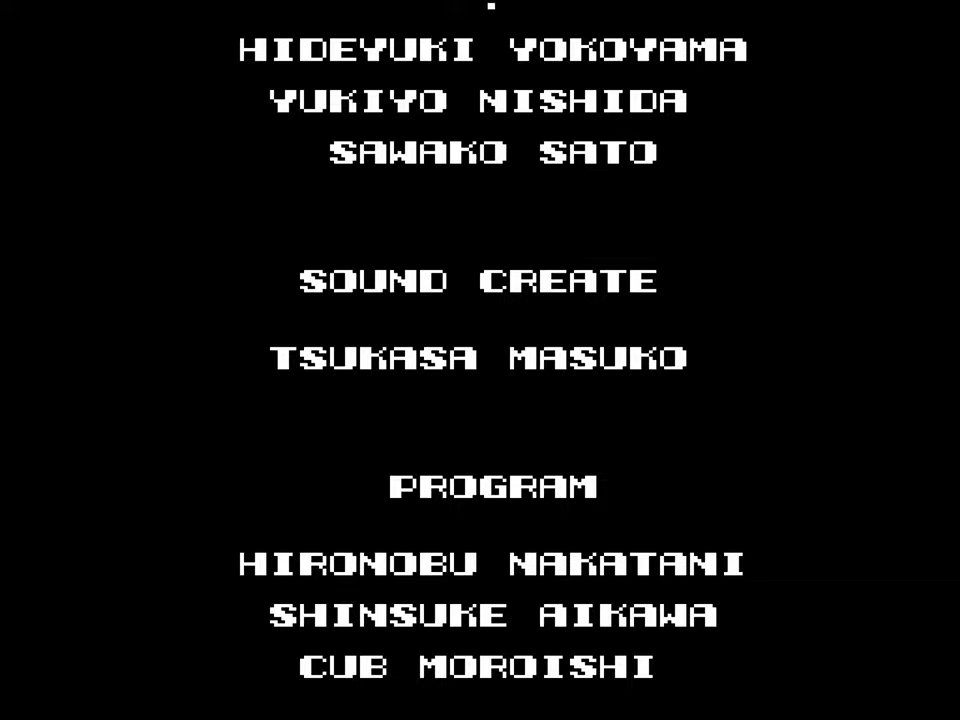 HIDEYUKI YOKOYAMA
YUKIYO NISHIDA
SAWAKO SATO
SOUND CREATE
TSUKASA MASUKO
PROGRAM
HIRONOBU NAKATANI
SHINSUKE AIKAWA
CUB MOROISHI